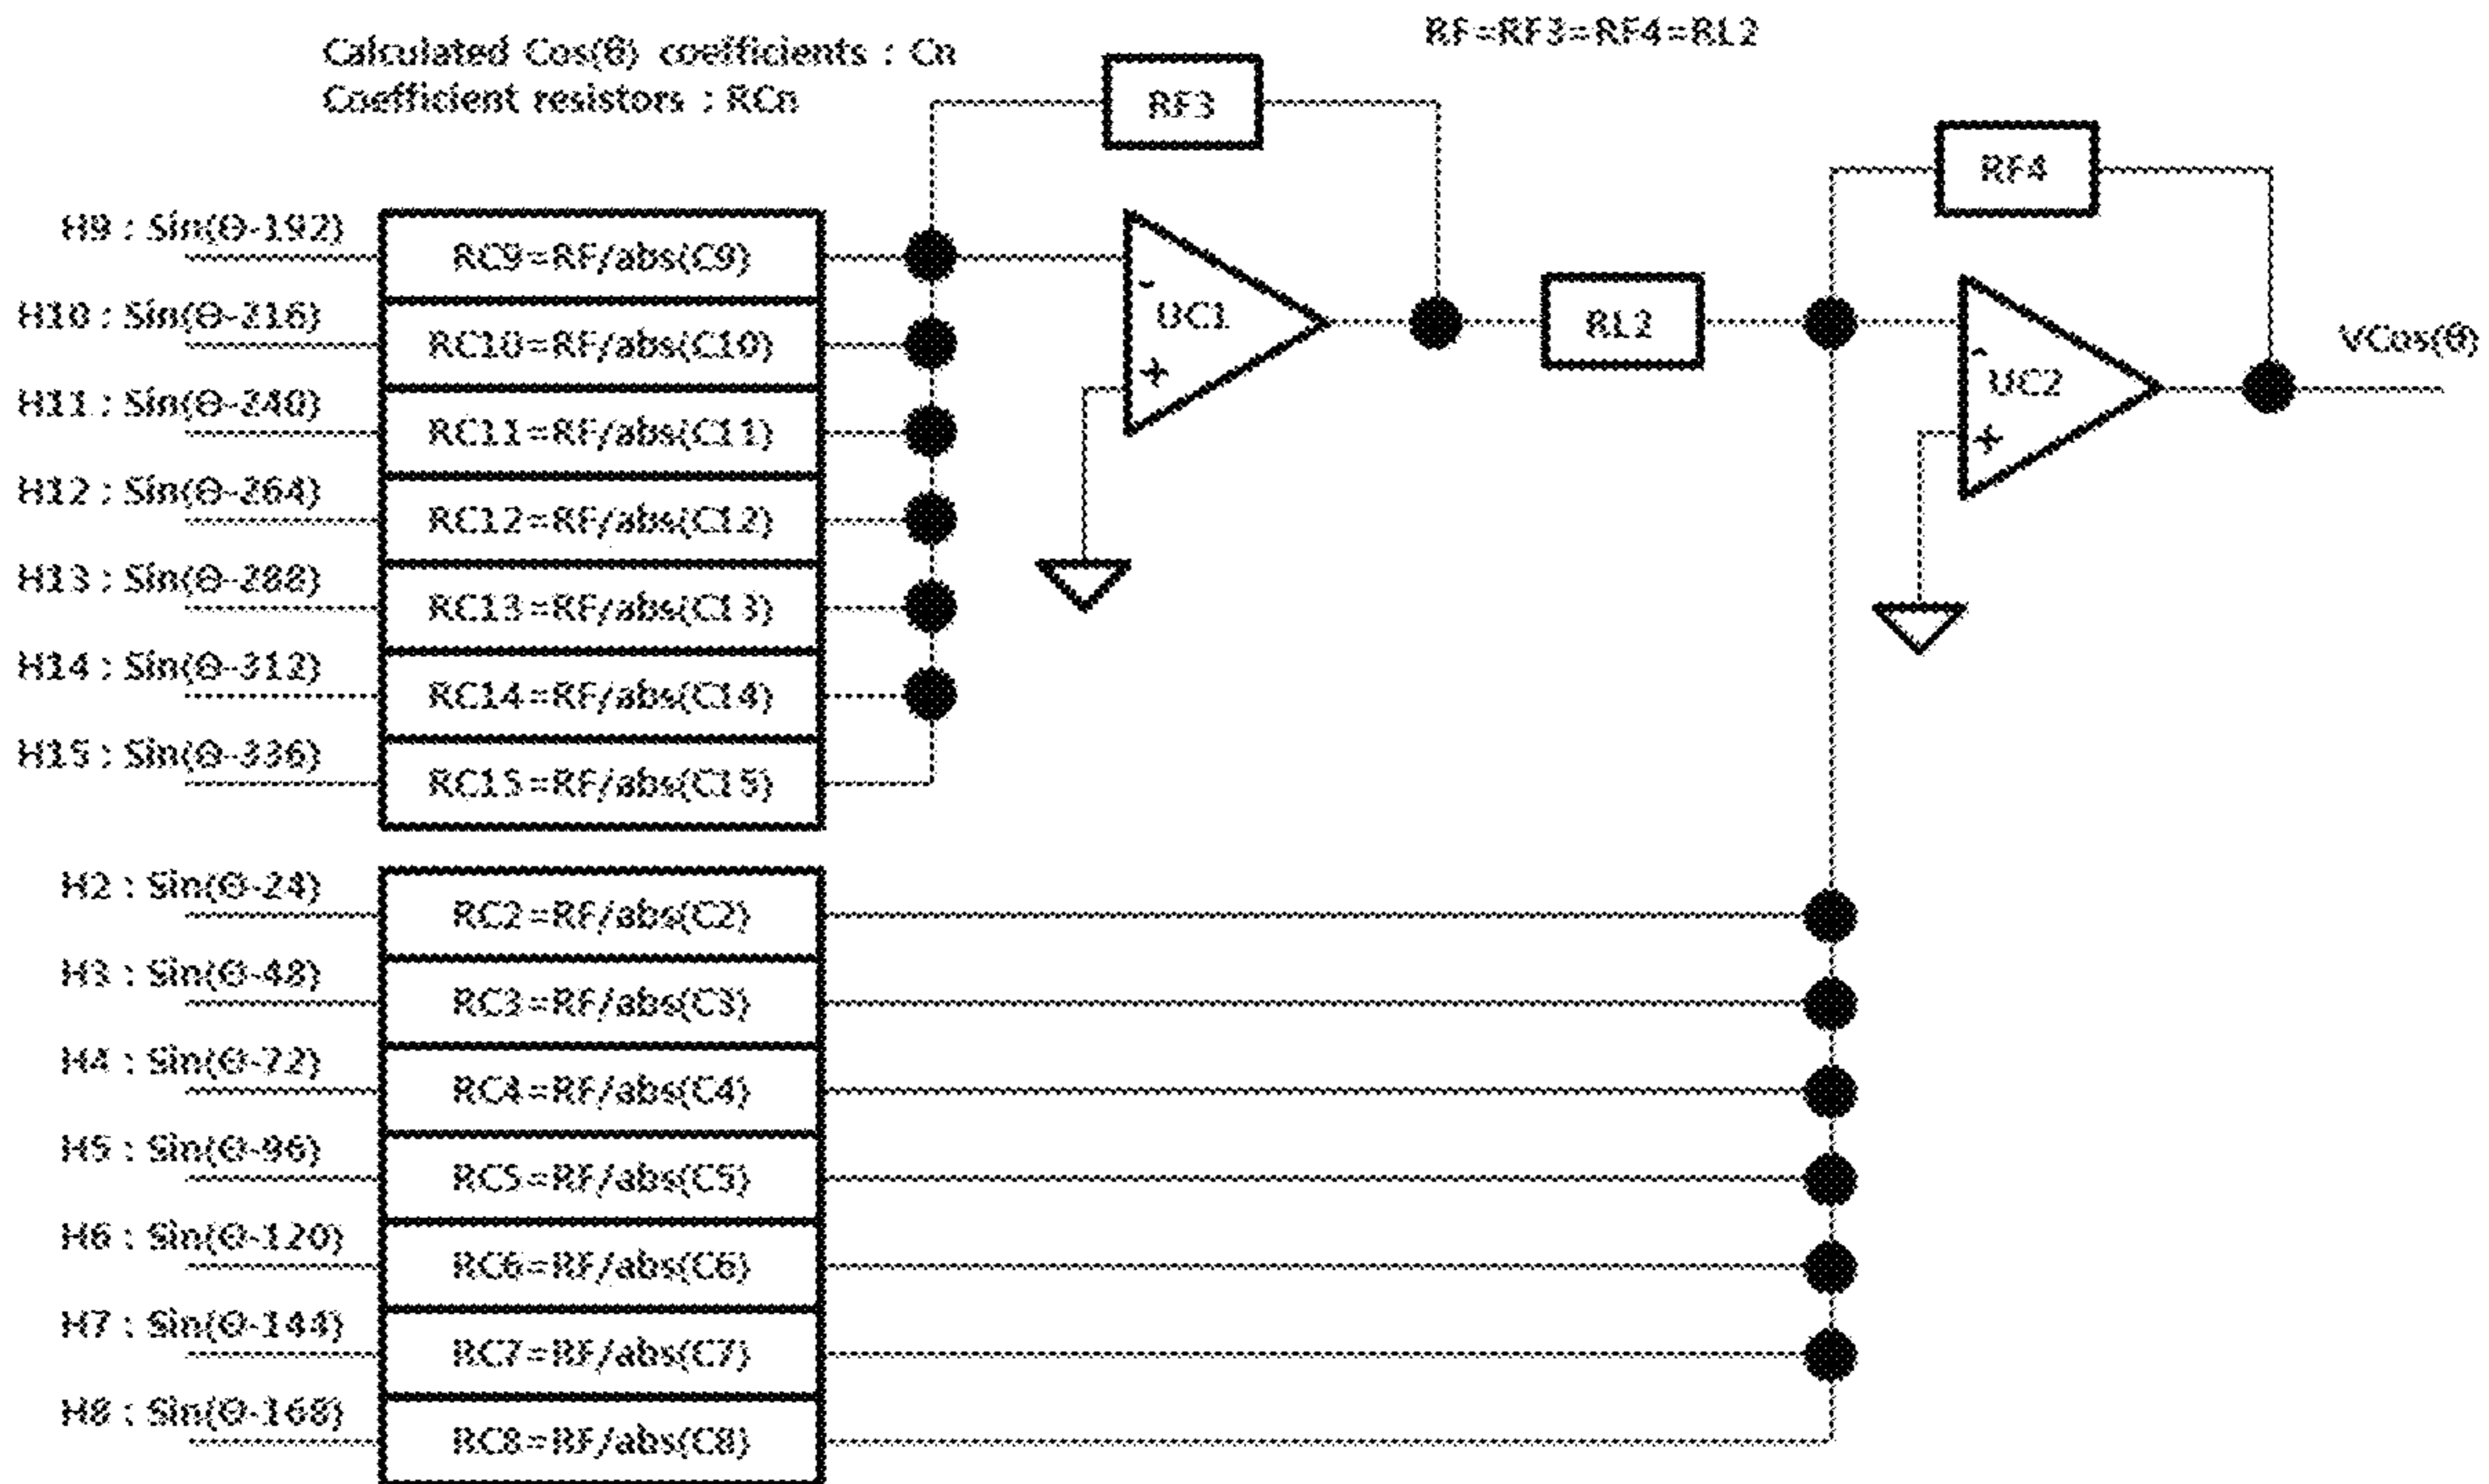 Calculated Cos(θ) coefficients : Cn
Coefficient resistors : RCn
RF=RF3=RF4=RL2
RF3
RF4
H9 : Sin(Θ-192)
RC9=RF/abs(C9)
H10 : Sin(Θ-216)
RC10=RF/abs(C10)
H11 : Sin(Θ-240)
RC11=RF/abs(C11)
H12 : Sin(Θ-264)
RC12=RF/abs(C12)
H13 : Sin(Θ-288)
RC13=RF/abs(C13)
H14 : Sin(Θ-312)
RC14=RF/abs(C14)
H15 : Sin(Θ-336)
RC15=RF/abs(C15)
-
UC1
+
RL2
-
UC2
+
VCos(θ)
H2 : Sin(Θ-24)
RC2=RF/abs(C2)
H3 : Sin(Θ-48)
RC3=RF/abs(C3)
H4 : Sin(Θ-72)
RC4=RF/abs(C4)
H5 : Sin(Θ-96)
RC5=RF/abs(C5)
H6 : Sin(Θ-120)
RC6=RF/abs(C6)
H7 : Sin(Θ-144)
RC7=RF/abs(C7)
H8 : Sin(Θ-168)
RC8=RF/abs(C8)